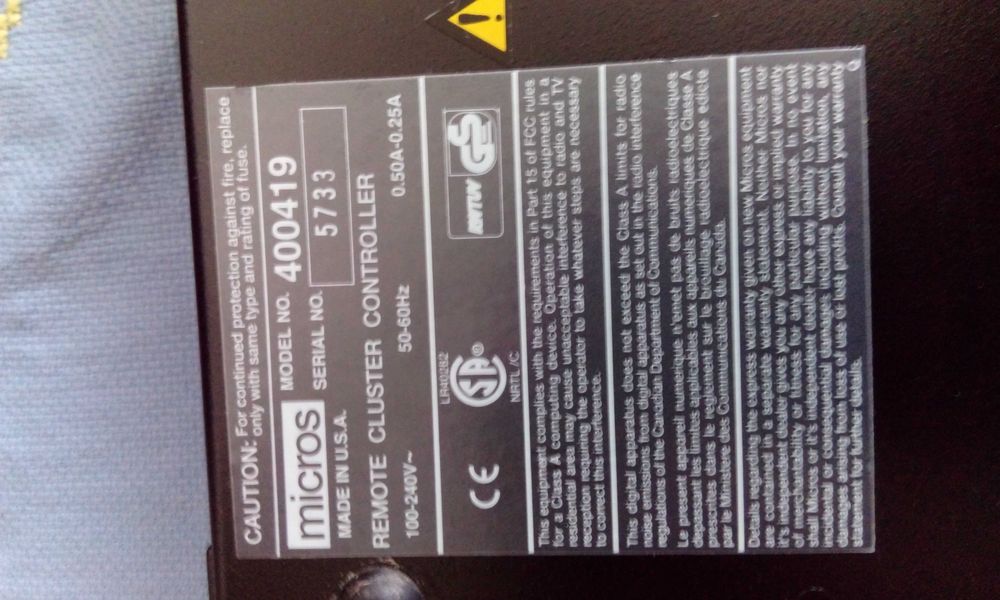 CAUTION: For continued protection against fire, replace
only with same type and rating of fuse.
micros
MODEL NO. 400419
SERIAL NO. 5733
MADE IN U.S.A.
REMOTE CLUSTER CONTROLLER
100-240V~ 50-60Hz 0.50A-0.25A
CE
LR40282
SA®
NRTL/C
GS
This equipment complies with the requirements in Part 15 of FCC rules
for a Class A computing device. Operation of this equipment in a
residential area may cause unacceptable interference to radio and TV
reception requiring the operator to take whatever steps are necessary
to correct this interference.
This digital apparatus does not exceed the Class A limits for radio
noise emissions from digital apparatus as set out in the radio interference
regulations of the Canadian Department of Communications.
Le present appareil numerique n'emet pas de bruits radioelectriques
depassant les limites applicables aux appareils numeriques de Classe A
prescrites dans le reglement sur le brouillage radioelectrique edicte
par le Ministere des Communications du Canada.
Details regarding the express warranty given on new Micros equipment
are contained in a separate warranty statement. Neither Micros nor
it's independent dealer gives you any other express or implied warranty
of merchantability or fitness for any particular purpose. In no event
shall Micros or it's independent dealer have any liability to you for any
incidental or consequential damages including without limitation, any
damages arising from loss of use or lost profits. Consult your warranty
statement for further details.